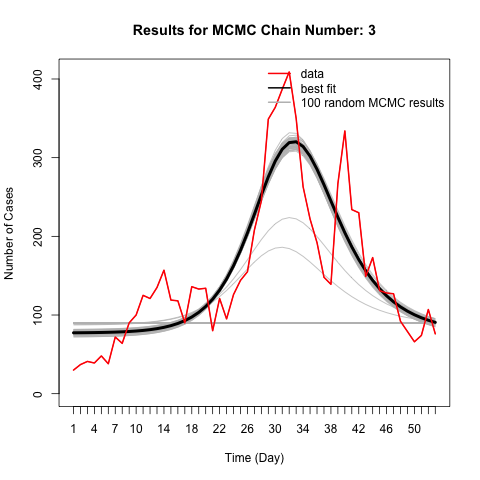 Results for MCMC Chain Number: 3
data
best fit
100 random MCMC results
Number of Cases
400
300
200
100
0
1 4 7 10 14 18 22 26 30 34 38 42 46 50
Time (Day)